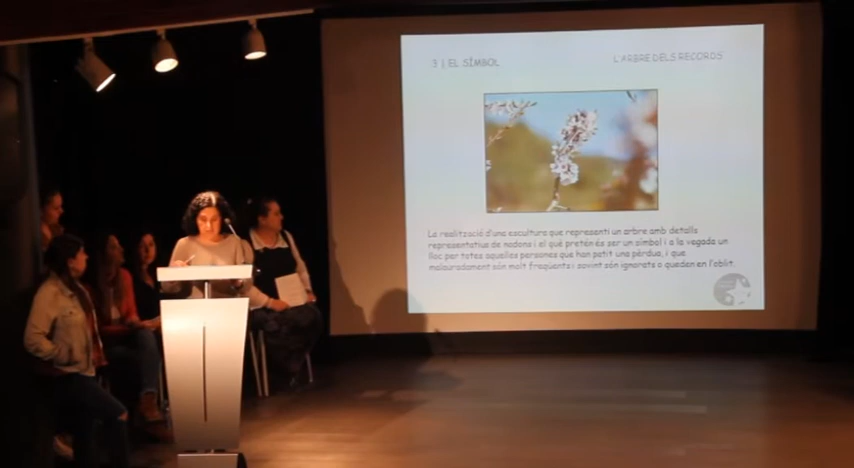 3 | EL SÍMBOL
L'ARBRE DELS RECORDS
La realització d'una escultura que representi un arbre amb detalls
representatius de nadons i el què pretén és ser un símbol i a la vegada un
lloc per totes aquelles persones que han patit una pèrdua, i que
malauradament són molt freqüents i sovint són ignorats o queden en l'oblit.